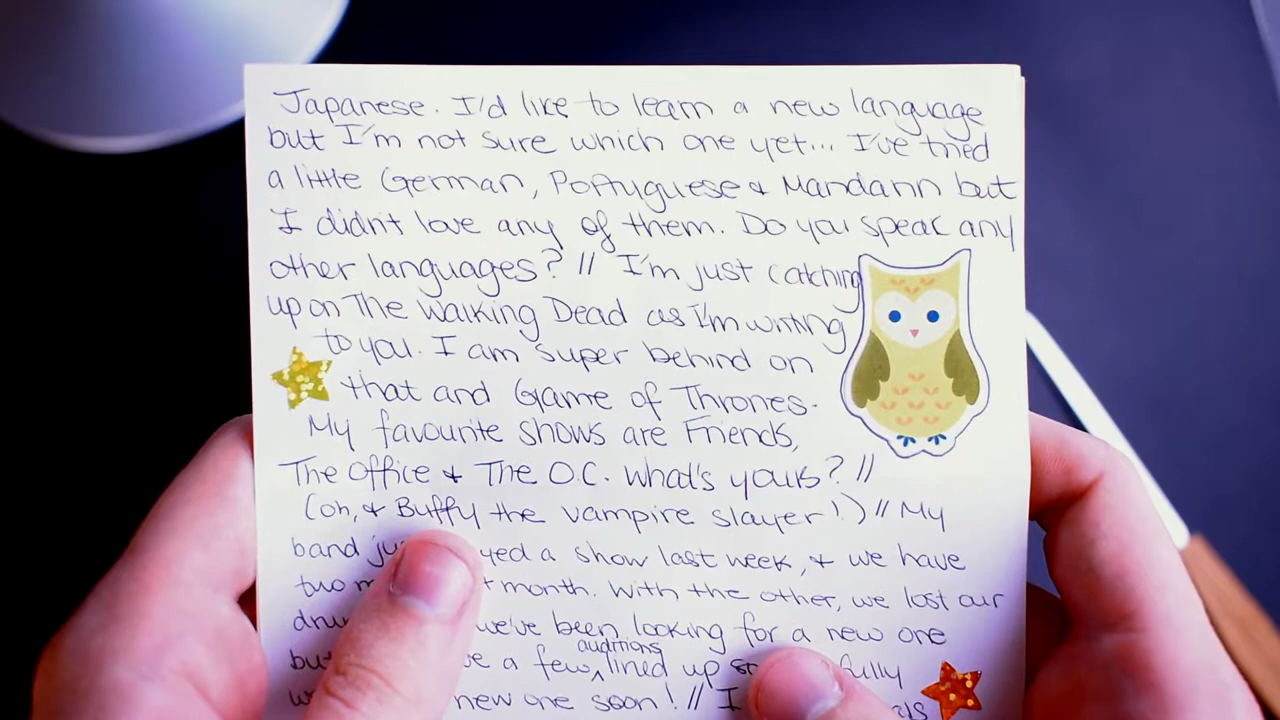 Japanese. I'd like to learn a new language
but I'm not sure which one yet... I've tried
a little German, Portuguese & Mandarin but
I didn't love any of them. Do you speak any
other languages? // I'm just catching
up on The Walking Dead as I'm writing
to you. I am super behind on
that and Game of Thrones.
My favourite shows are Friends,
The Office & The O.C. What's yours? //
(oh, & Buffy the vampire slayer!) // My
band a show last week, & we have
two month. With the other, we lost our
we've been looking for a new one
auditions
a few ^ lined up
new one soon! // I